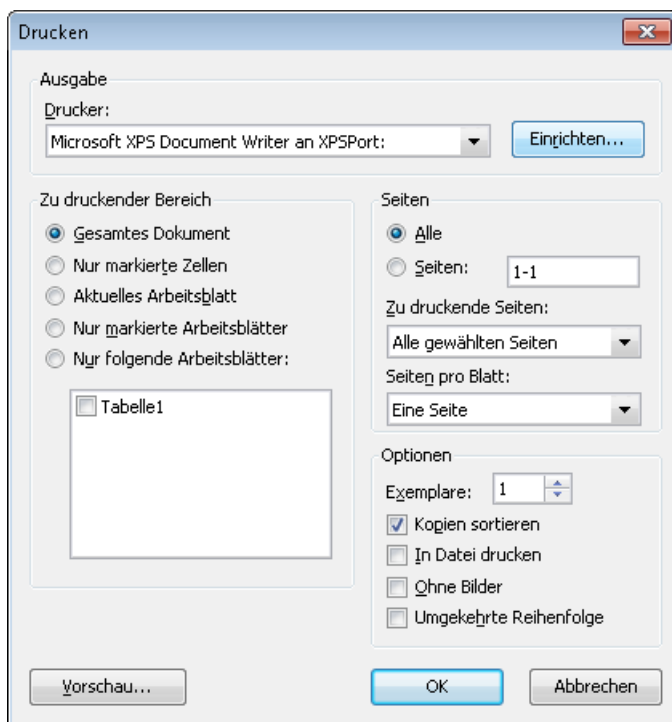 Drucken
Ausgabe
Drucker:
Microsoft XPS Document Writer an XPSPort:
Einrichten...
Zu druckender Bereich
Gesamtes Dokument
Nur markierte Zellen
Aktuelles Arbeitsblatt
Nur markierte Arbeitsblätter
Nur folgende Arbeitsblätter:
Tabelle1
Seiten
Alle
Seiten:
1-1
Zu druckende Seiten:
Alle gewählten Seiten
Seiten pro Blatt:
Eine Seite
Optionen
Exemplare:
1
Kopien sortieren
In Datei drucken
Ohne Bilder
Umgekehrte Reihenfolge
Vorschau...
OK
Abbrechen